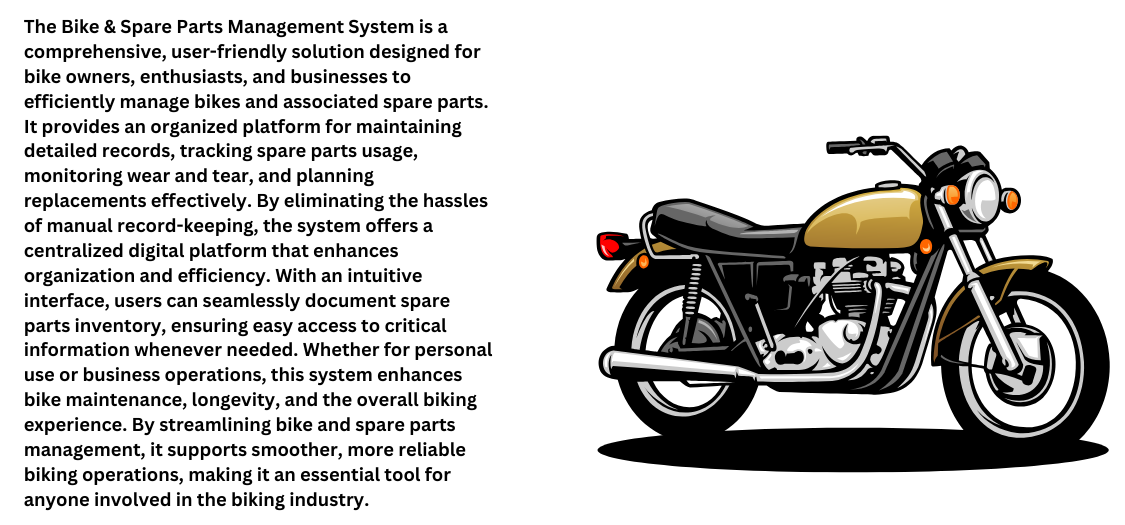 The Bike & Spare Parts Management System is a
comprehensive, user-friendly solution designed for
bike owners, enthusiasts, and businesses to
efficiently manage bikes and associated spare parts.
It provides an organized platform for maintaining
detailed records, tracking spare parts usage,
monitoring wear and tear, and planning
replacements effectively. By eliminating the hassles
of manual record-keeping, the system offers a
centralized digital platform that enhances
organization and efficiency. With an intuitive
interface, users can seamlessly document spare
parts inventory, ensuring easy access to critical
information whenever needed. Whether for personal
use or business operations, this system enhances
bike maintenance, longevity, and the overall biking
experience. By streamlining bike and spare parts
management, it supports smoother, more reliable
biking operations, making it an essential tool for
anyone involved in the biking industry.